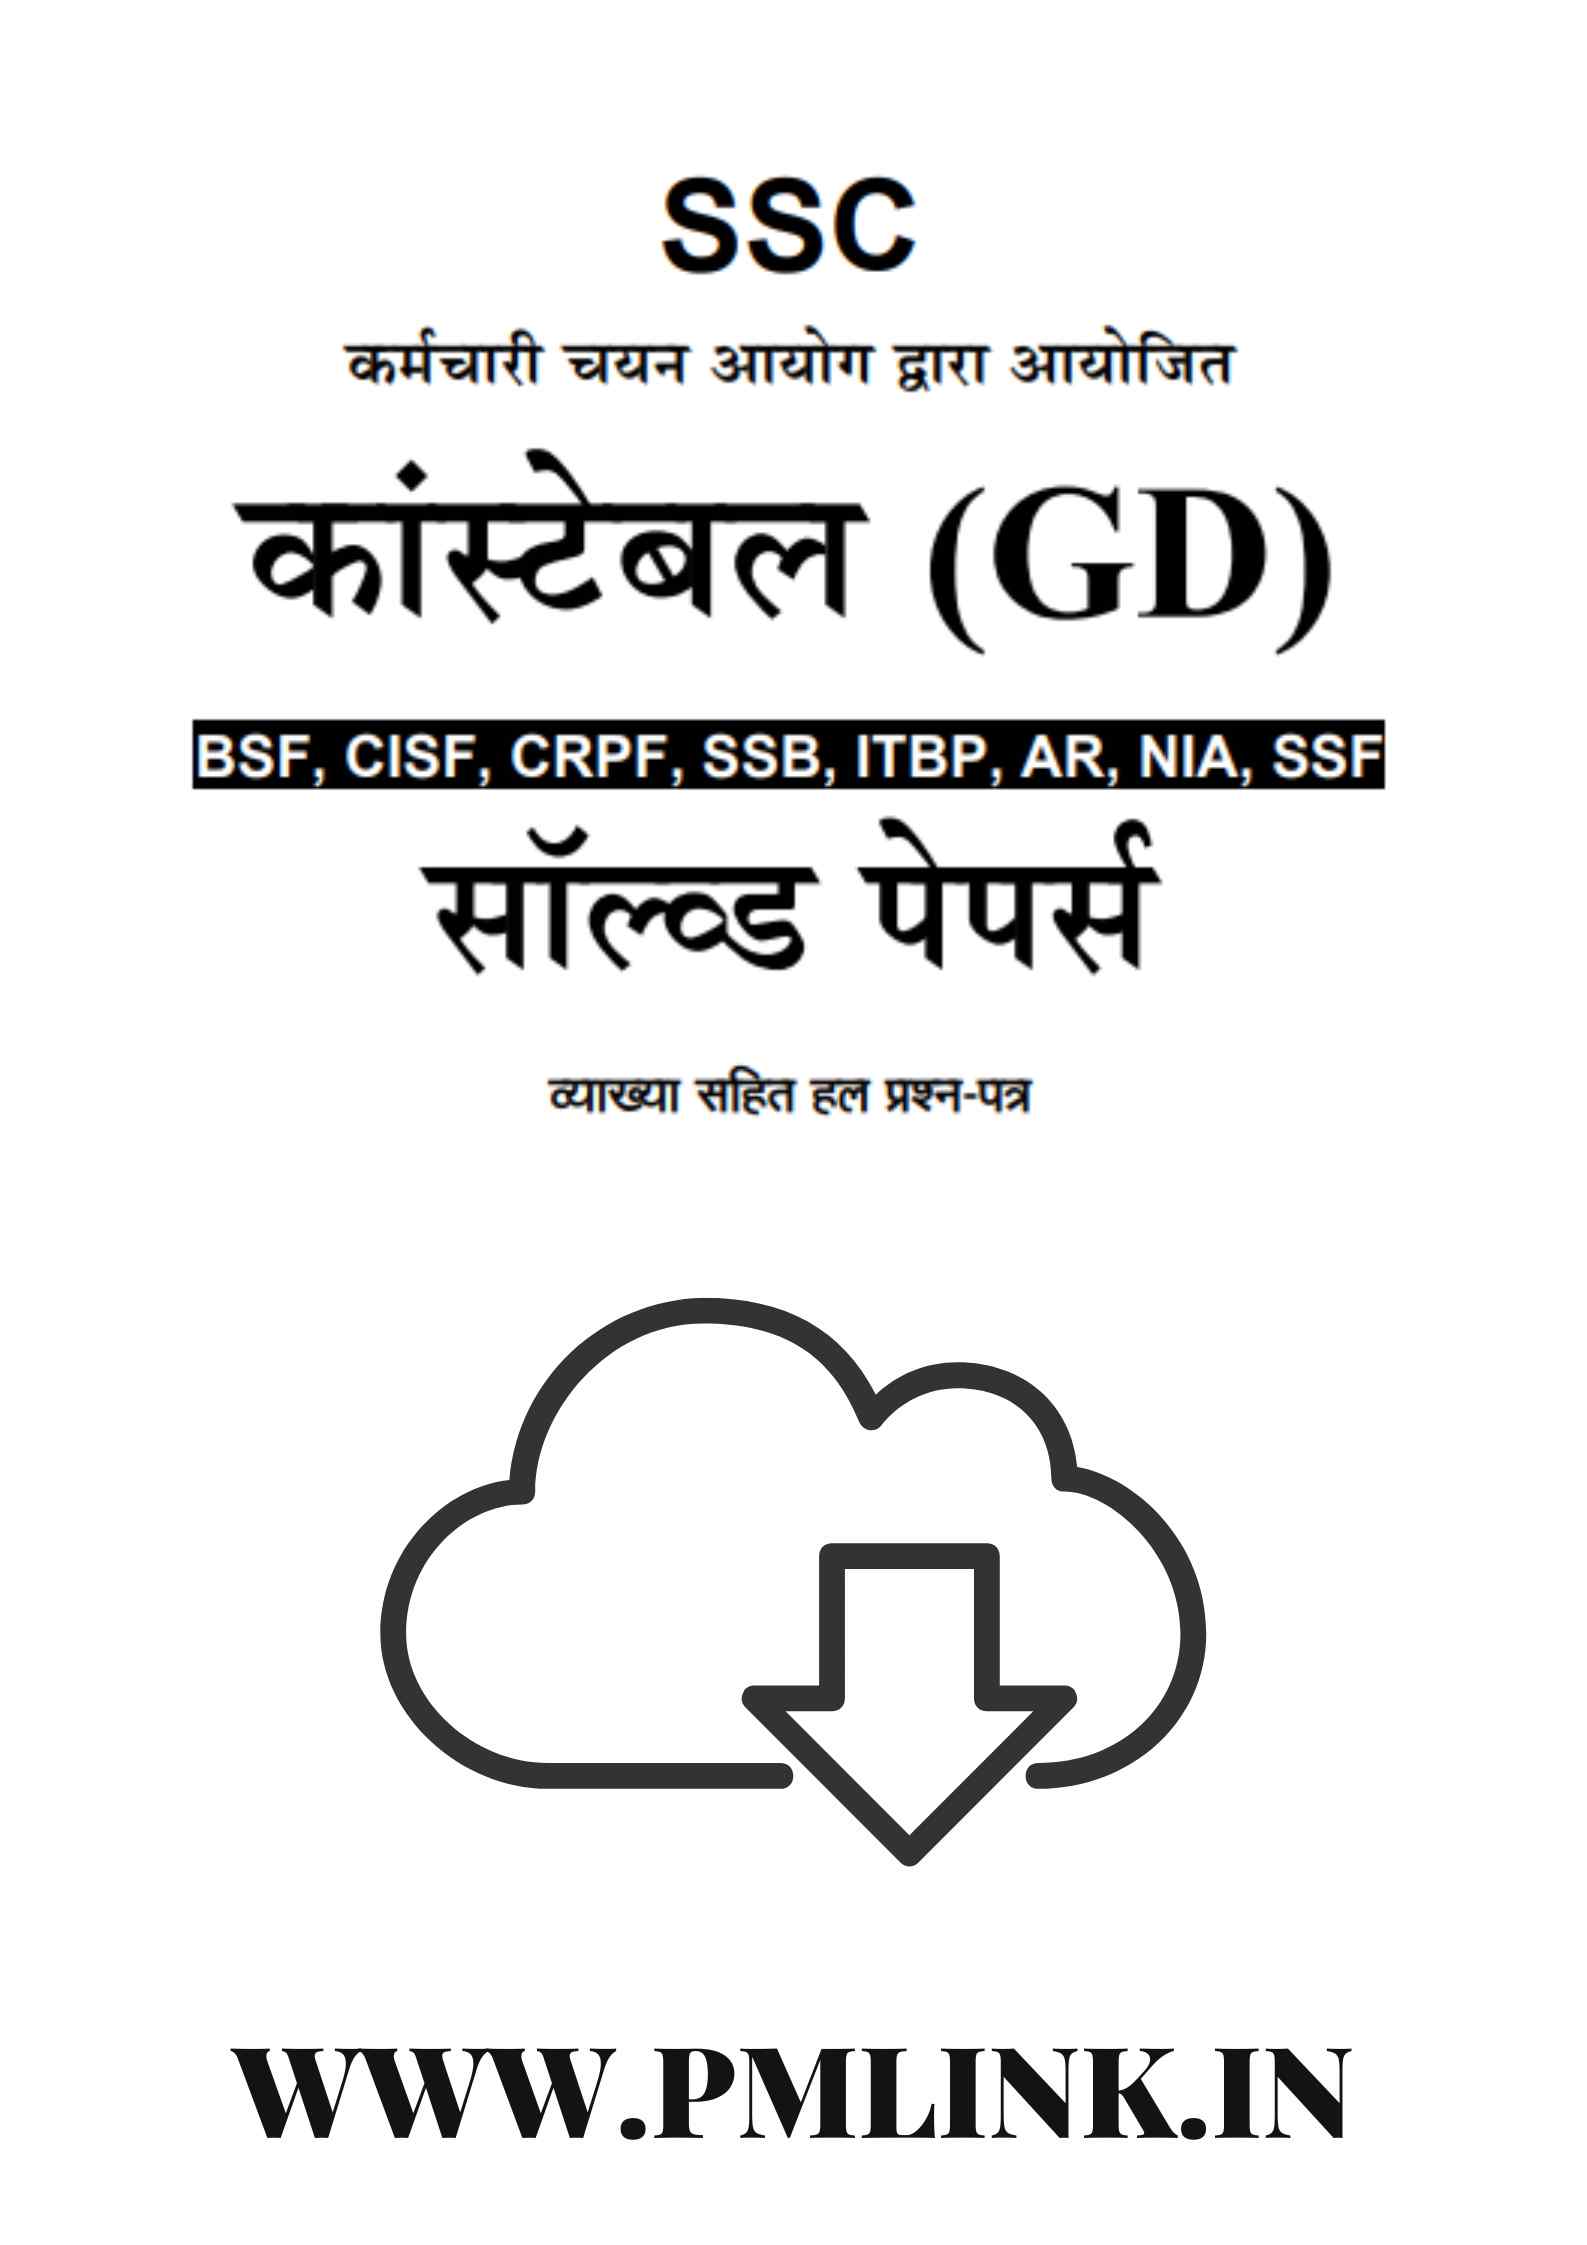 SSC
कर्मचारी चयन आयोग द्वारा आयोजित
कांस्टेबल (GD)
BSF, CISF, CRPF, SSB, ITBP, AR, NIA, SSF
सॉल्व्ड पेपर्स
व्याख्या सहित हल प्रश्न-पत्र
WWW.PMLINK.IN